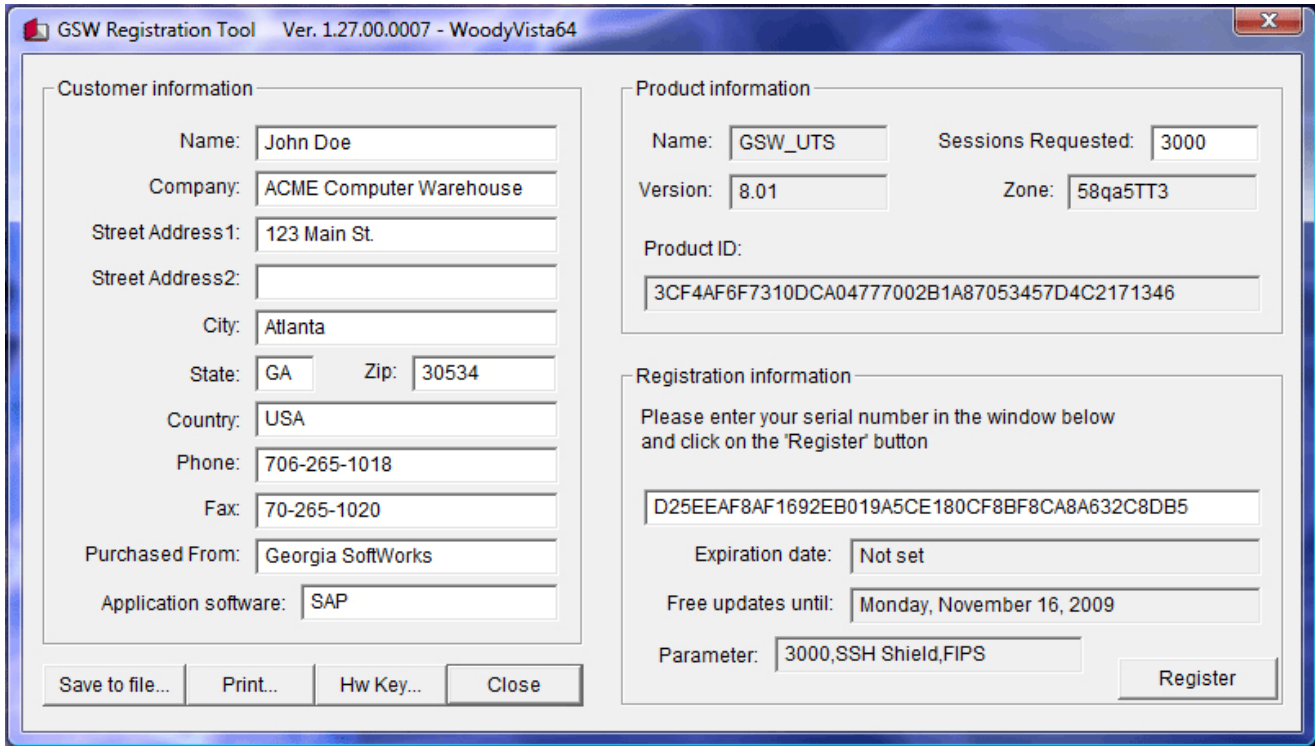 GSW Registration Tool Ver. 1.27.00.0007 - WoodyVista64
Customer information
Name: John Doe
Company: ACME Computer Warehouse
Street Address1: 123 Main St.
Street Address2:
City: Atlanta
State: GA Zip: 30534
Country: USA
Phone: 706-265-1018
Fax: 70-265-1020
Purchased From: Georgia SoftWorks
Application software: SAP
Save to file... Print... Hw Key... Close
Product information
Name: GSW_UTS Sessions Requested: 3000
Version: 8.01 Zone: 58qa5TT3
Product ID:
3CF4AF6F7310DCA04777002B1A87053457D4C2171346
Registration information
Please enter your serial number in the window below
and click on the 'Register' button
D25EEAF8AF1692EB019A5CE180CF8BF8CA8A632C8DB5
Expiration date: Not set
Free updates until: Monday, November 16, 2009
Parameter: 3000,SSH Shield,FIPS
Register